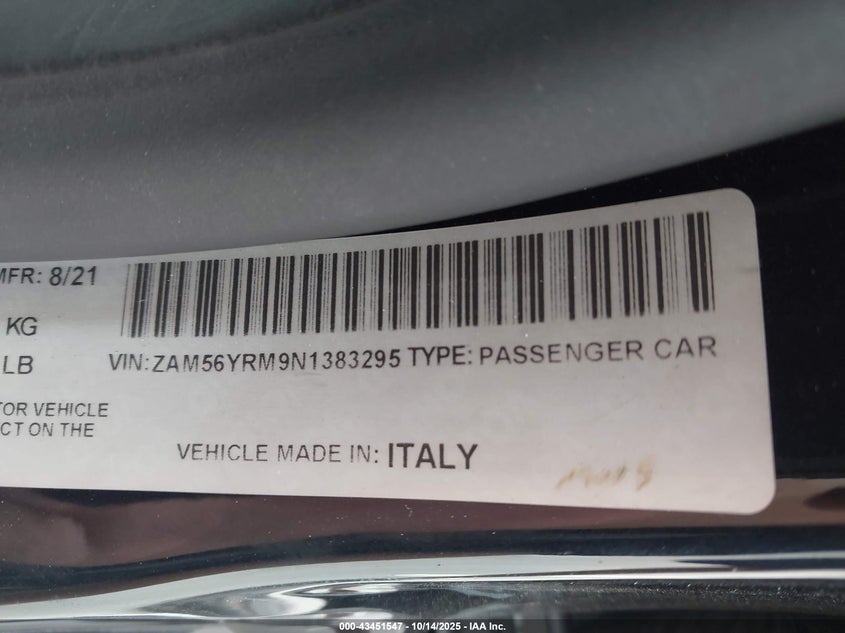 MFR: 8/21
KG
LB
VIN:ZAM56YRM9N1383295 TYPE: PASSENGER CAR
TOR VEHICLE
CT ON THE
VEHICLE MADE IN: ITALY
000-43451547 - 10/14/2025 - IAA Inc.